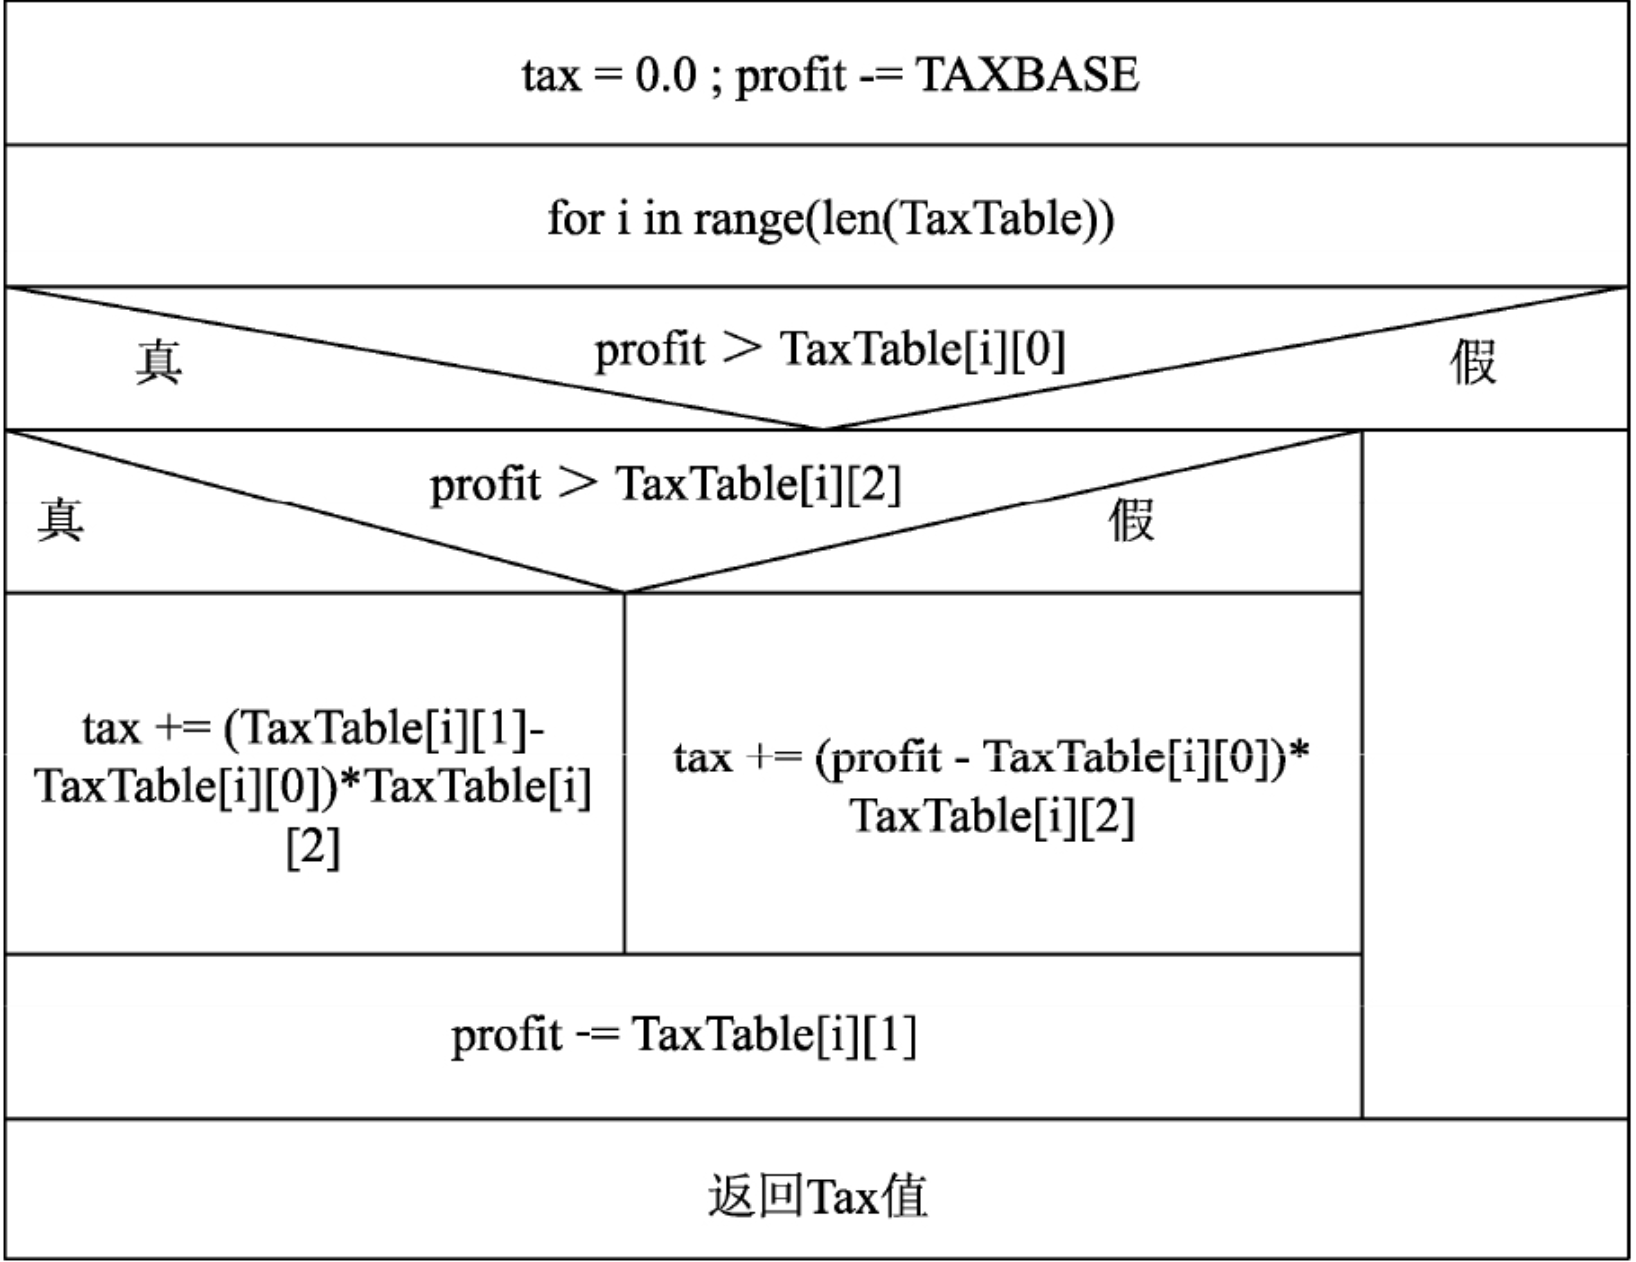 tax = 0.0 ; profit -= TAXBASE
for i in range(len(TaxTable))
真
profit > TaxTable[i][0]
假
真
profit > TaxTable[i][2]
假
tax += (TaxTable[i][1]-
TaxTable[i][0])*TaxTable[i]
[2]
tax += (profit - TaxTable[i][0])*
TaxTable[i][2]
profit -= TaxTable[i][1]
返回Tax值